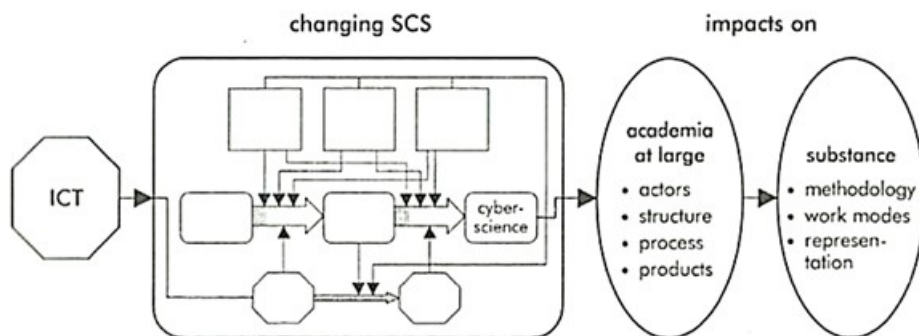 changing SCS
impacts on
ICT
cyber-
science
academia
at large
• actors
• structure
• process
• products
substance
• methodology
• work modes
• represen-
tation